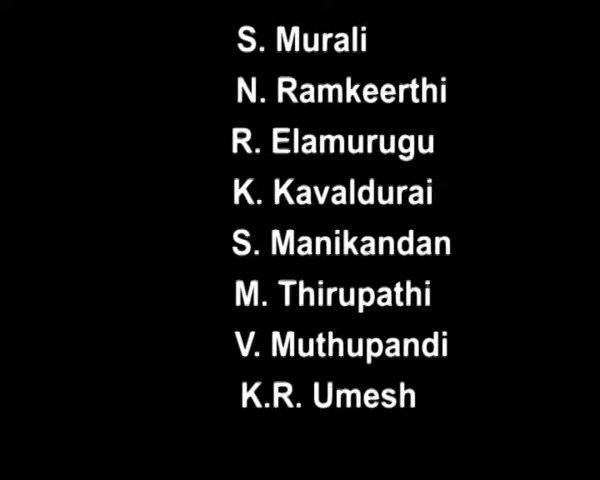 S. Murali
N. Ramkeerthi
R. Elamurugu
K. Kavaldurai
S. Manikandan
M. Thirupathi
V. Muthupandi
K.R. Umesh